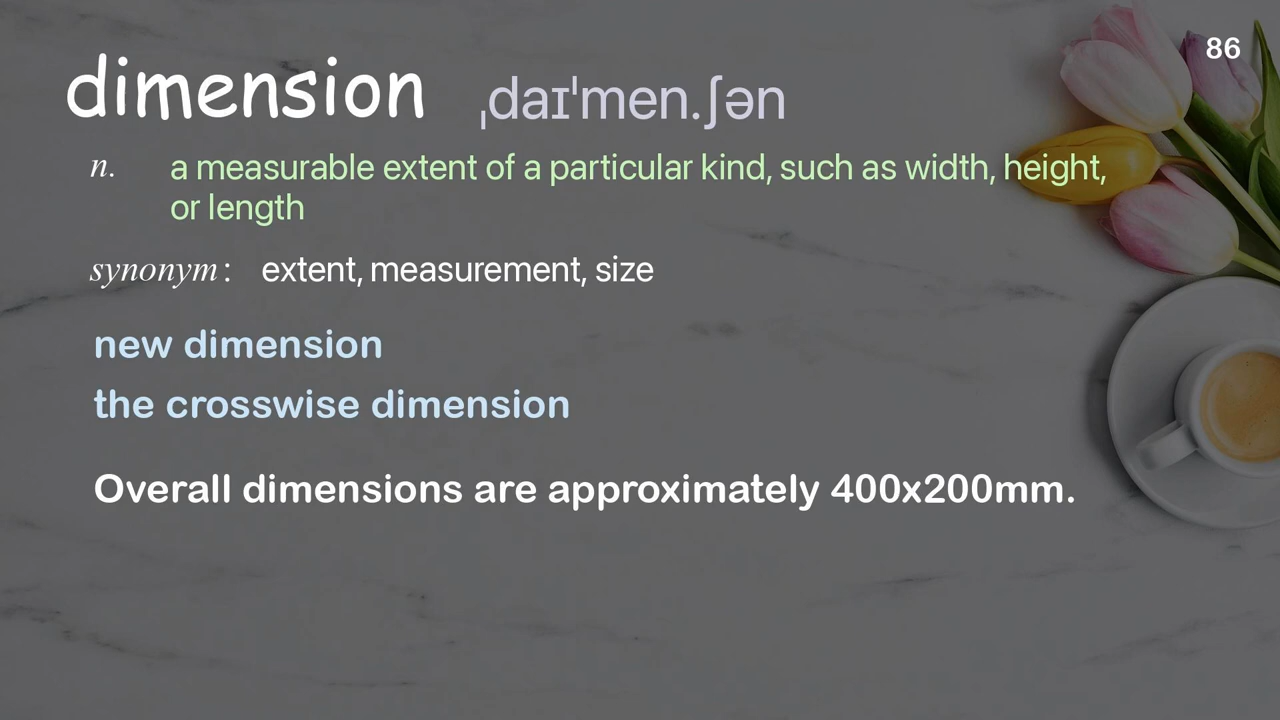 86
dimension ˌdaɪˈmen.ʃən
n. a measurable extent of a particular kind, such as width, height,
or length
synonym: extent, measurement, size
new dimension
the crosswise dimension
Overall dimensions are approximately 400x200mm.